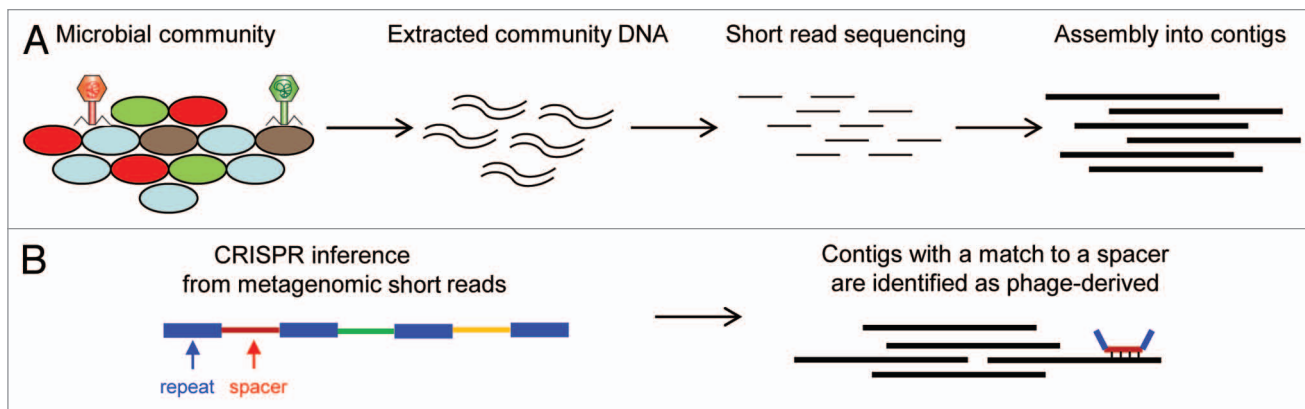 A
Microbial community
Extracted community DNA
Short read sequencing
Assembly into contigs
B
CRISPR inference
from metagenomic short reads
repeat
spacer
Contigs with a match to a spacer
are identified as phage-derived